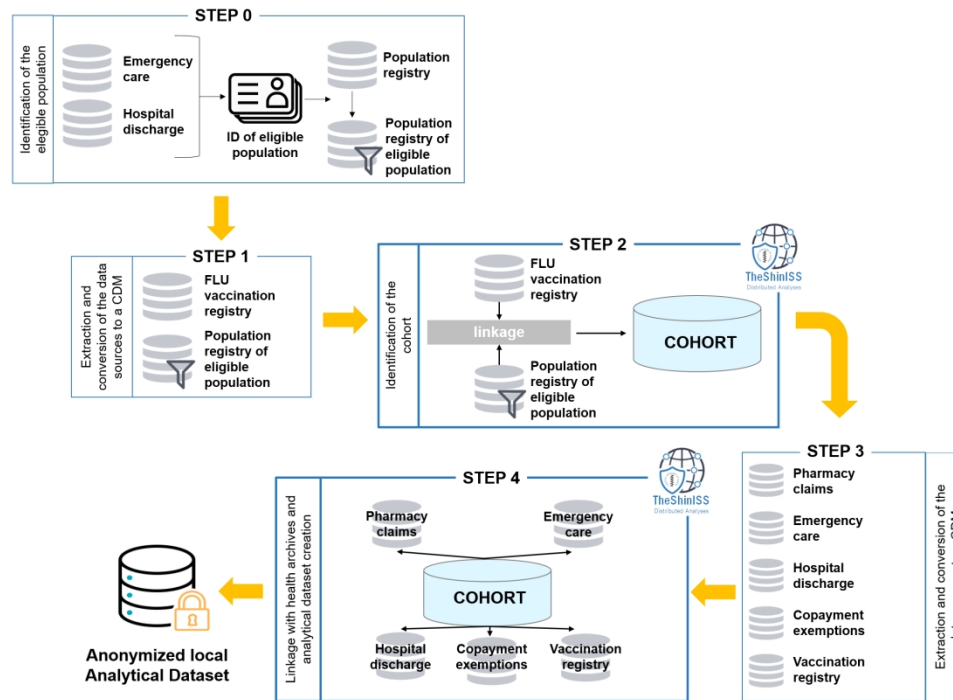 STEP 0
Identification of the
elegible population
Emergency
care
Hospital
discharge
ID of eligible
population
Population
registry
Population
registry of
eligible
population
STEP 1
Extraction and
conversion of the data
sources to a CDM
FLU
vaccination
registry
Population
registry of
eligible
population
STEP 2
TheShinISS
Distributed Analyses
Identification of the
cohort
FLU
vaccination
registry
linkage
Population
registry of
eligible
population
COHORT
STEP 3
Pharmacy
claims
Emergency
care
Hospital
discharge
Copayment
exemptions
Vaccination
registry
Extraction and conversion of the
STEP 4
TheShinISS
Distributed Analyses
Linkage with health archives and
analytical dataset creation
Pharmacy
claims
Emergency
care
COHORT
Hospital
discharge
Copayment
exemptions
Vaccination
registry
Anonymized local
Analytical Dataset